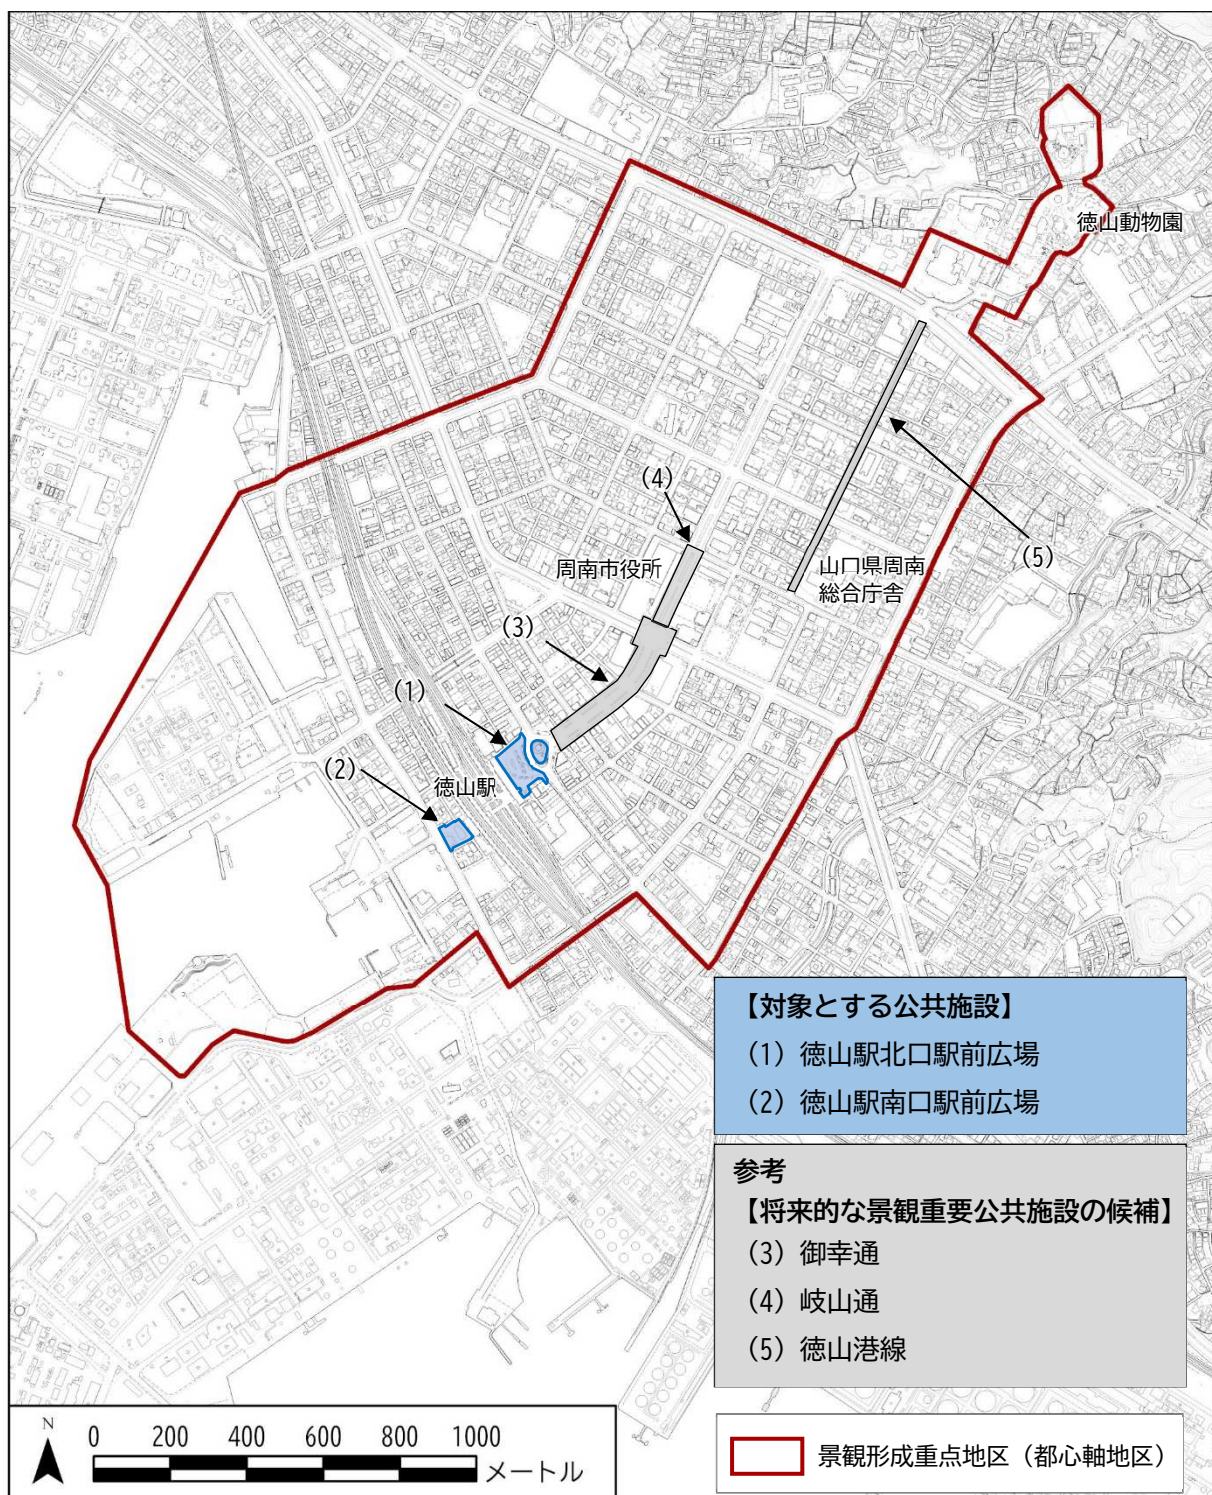 徳山動物園
(4)
(5)
周南市役所
山口県周南
総合庁舎
(3)
(1)
(2)
徳山駅
【対象とする公共施設】
(1) 徳山駅北口駅前広場
(2) 徳山駅南口駅前広場
参考
【将来的な景観重要公共施設の候補】
(3) 御幸通
(4) 岐山通
(5) 徳山港線
N
0 200 400 600 800 1000
メートル
景観形成重点地区（都心軸地区）